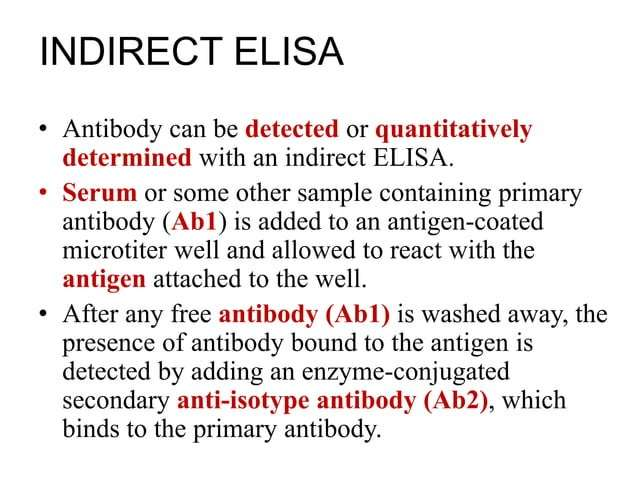 INDIRECT ELISA
• Antibody can be detected or quantitatively
determined with an indirect ELISA.
• Serum or some other sample containing primary
antibody (Ab1) is added to an antigen-coated
microtiter well and allowed to react with the
antigen attached to the well.
• After any free antibody (Ab1) is washed away, the
presence of antibody bound to the antigen is
detected by adding an enzyme-conjugated
secondary anti-isotype antibody (Ab2), which
binds to the primary antibody.